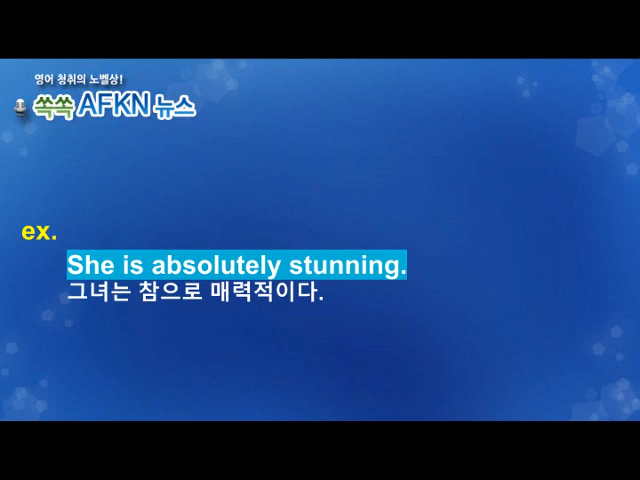 영어 청취의 노벨상!
쏙쏙 AFKN 뉴스
ex.
She is absolutely stunning.
그녀는 참으로 매력적이다.